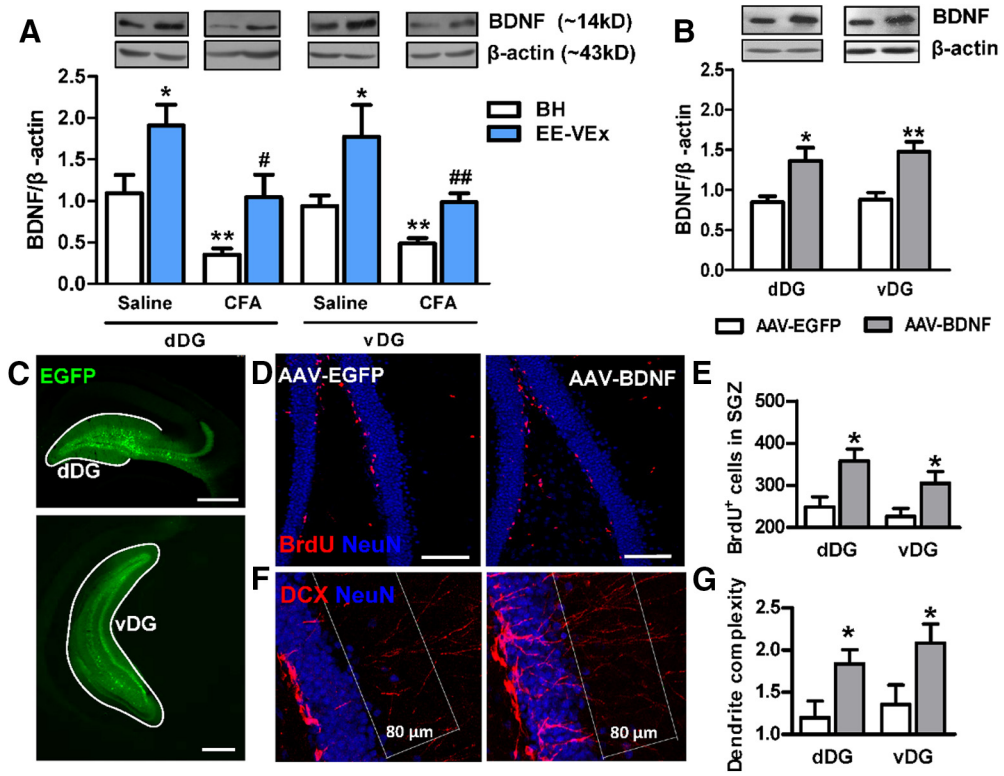 A
BDNF (~14kD)
β-actin (~43kD)
BDNF/β -actin
2.5
2.0
1.5
1.0
0.5
0.0
*
**
#
*
**
##
BH
EE-VEx
Saline
CFA
Saline
CFA
dDG
vDG
B
BDNF
β-actin
BDNF/β -actin
2.5
2.0
1.5
1.0
0.5
0.0
*
**
dDG
vDG
AAV-EGFP
AAV-BDNF
C
EGFP
dDG
vDG
D
AAV-EGFP
AAV-BDNF
BrdU NeuN
E
BrdU⁺ cells in SGZ
500
400
300
200
*
*
dDG
vDG
F
DCX NeuN
80 µm
80 µm
G
Dendrite complexity
2.5
2.0
1.5
1.0
*
*
dDG
vDG